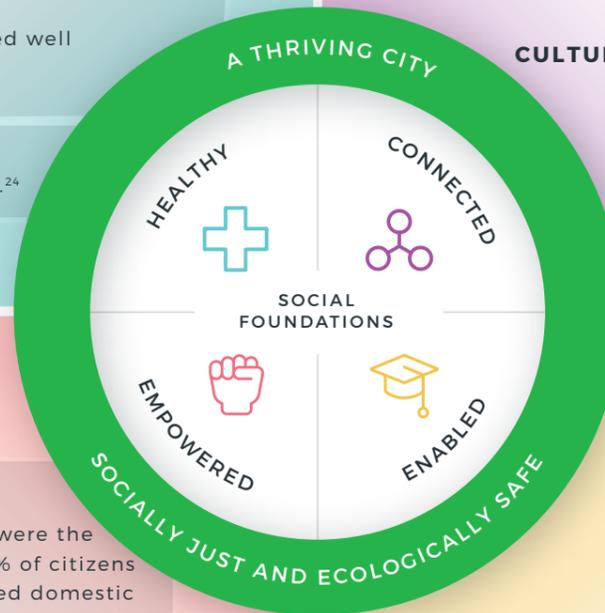 ed well
24
A THRIVING CITY
HEALTHY
CONNECTED
SOCIAL
FOUNDATIONS
EMPOWERED
ENABLED
SOCIALLY JUST AND ECOLOGICALLY SAFE
were the
% of citizens
ed domestic